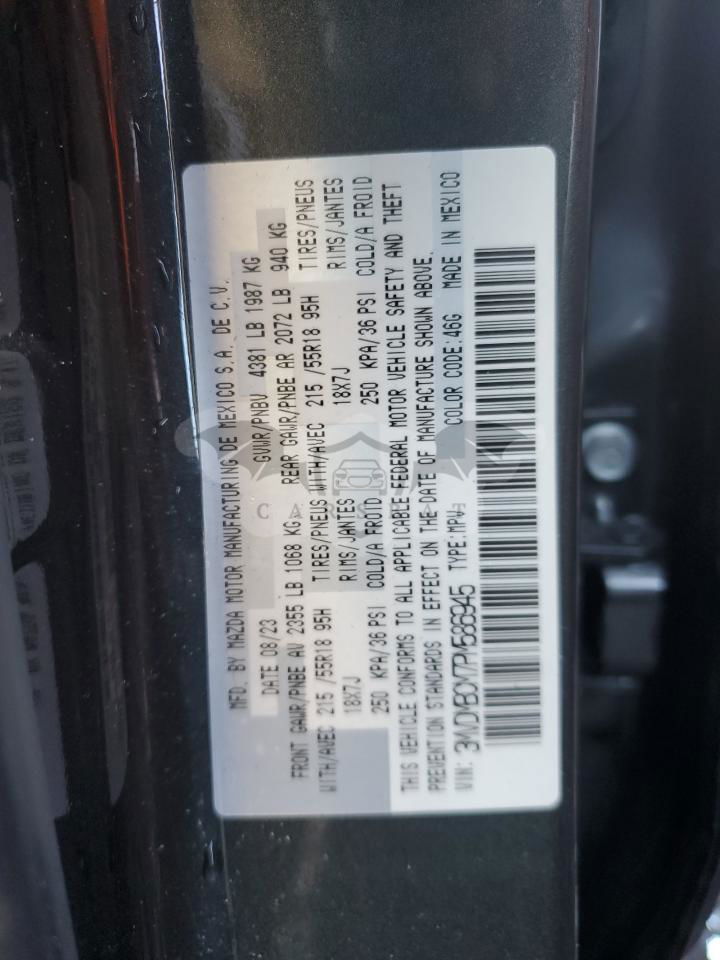 MFD. BY MAZDA MOTOR MANUFACTURING DE MEXICO S.A. DE C.V.
DATE 08/23 GVWR/PNBV 4381 LB 1987 KG
FRONT GAWR/PNBE AV 2355 LB 1068 KG REAR GAWR/PNBE AR 2072 LB 940 KG
WITH/AVEC 215 /55R18 95H TIRES/PNEUS WITH/AVEC 215 /55R18 95H TIRES/PNEUS
18X7J RIMS/JANTES 18X7J RIMS/JANTES
250 KPA/36 PSI COLD/A FROID 250 KPA/36 PSI COLD/A FROID
THIS VEHICLE CONFORMS TO ALL APPLICABLE FEDERAL MOTOR VEHICLE SAFETY AND THEFT
PREVENTION STANDARDS IN EFFECT ON THE DATE OF MANUFACTURE SHOWN ABOVE.
VIN: TYPE:MPV COLOR CODE:46G MADE IN MEXICO